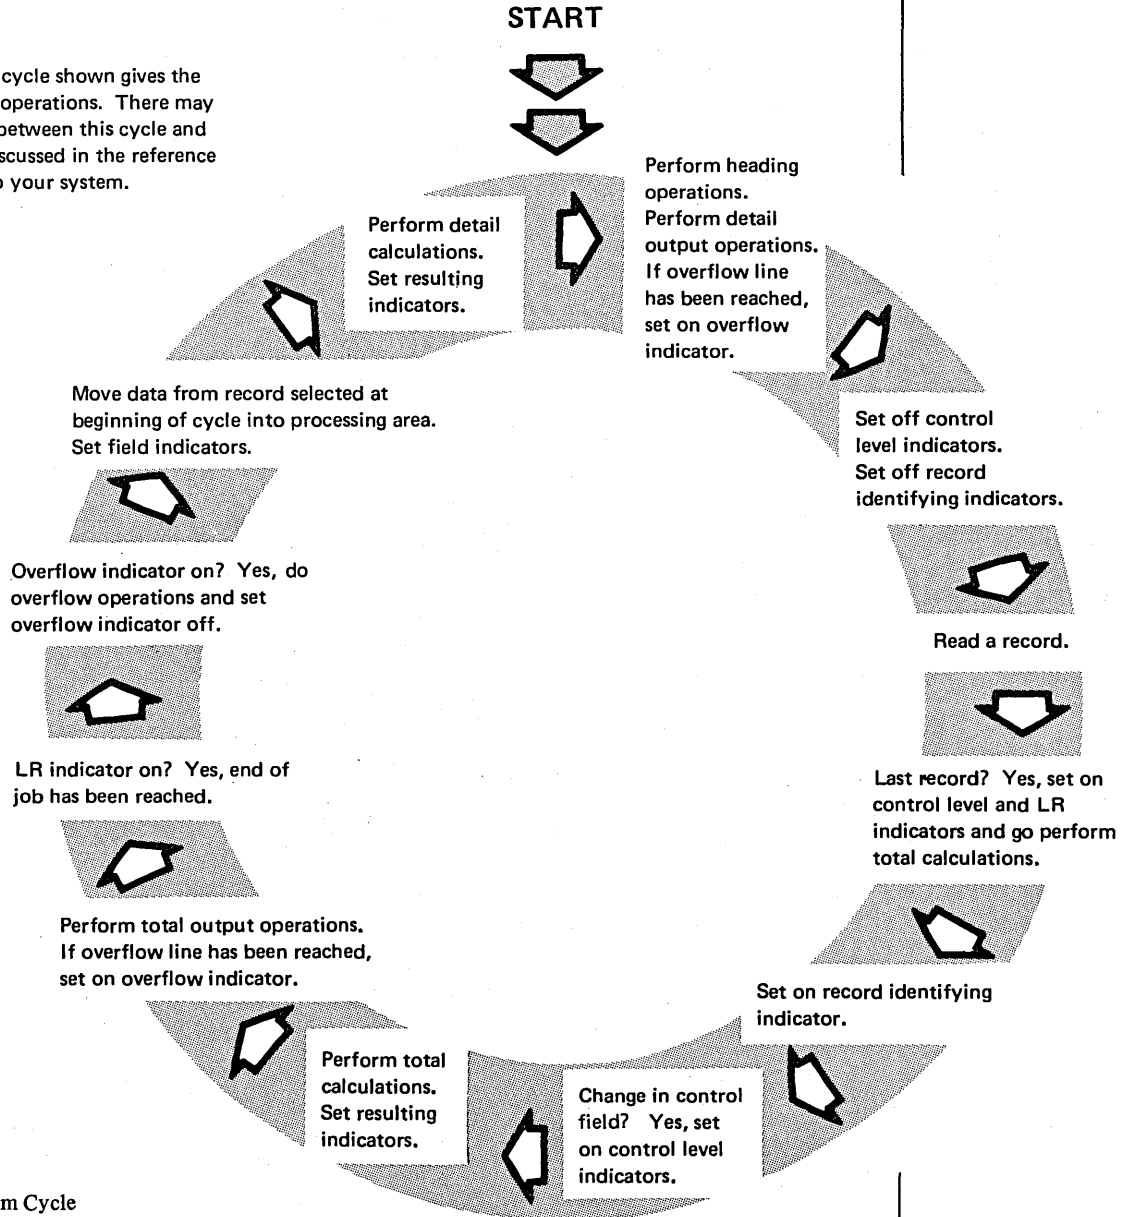 START
cycle shown gives the
operations. There may
between this cycle and
scussed in the reference
your system.
Perform heading
operations.
Perform detail
output operations.
If overflow line
has been reached,
set on overflow
indicator.
Set off control
level indicators.
Set off record
identifying indicators.
Read a record.
Last record? Yes, set on
control level and LR
indicators and go perform
total calculations.
Set on record identifying
indicator.
Change in control
field? Yes, set
on control level
indicators.
Perform total
calculations.
Set resulting
indicators.
Perform total output operations.
If overflow line has been reached,
set on overflow indicator.
LR indicator on? Yes, end of
job has been reached.
Overflow indicator on? Yes, do
overflow operations and set
overflow indicator off.
Move data from record selected at
beginning of cycle into processing area.
Set field indicators.
Perform detail
calculations.
Set resulting
indicators.
m Cycle